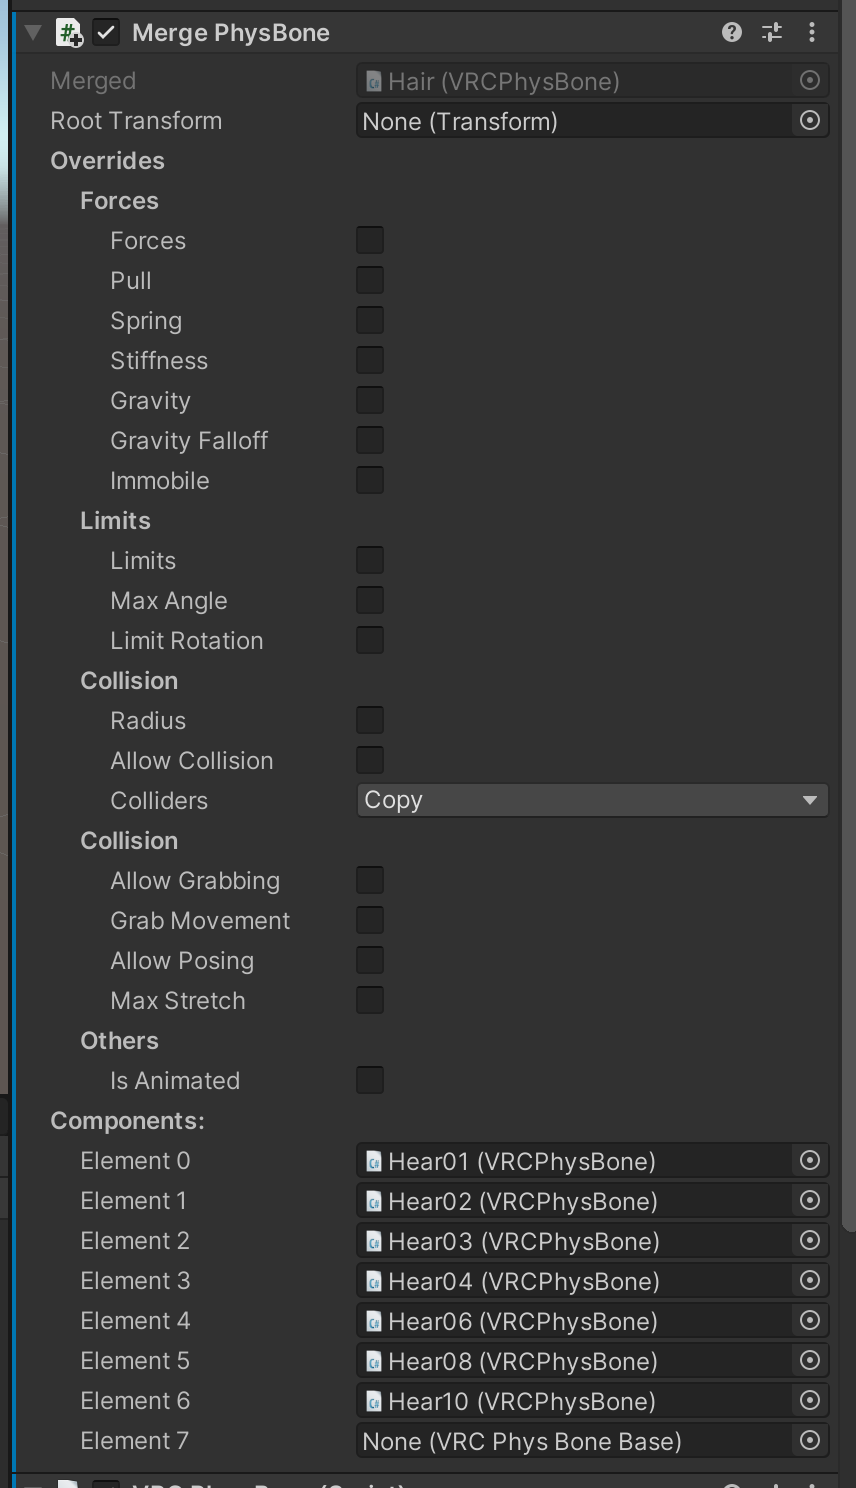 Merge PhysBone
Merged Hair (VRCPhysBone)
Root Transform None (Transform)
Overrides
Forces
Forces
Pull
Spring
Stiffness
Gravity
Gravity Falloff
Immobile
Limits
Limits
Max Angle
Limit Rotation
Collision
Radius
Allow Collision
Colliders Copy
Collision
Allow Grabbing
Grab Movement
Allow Posing
Max Stretch
Others
Is Animated
Components:
Element 0 Hear01 (VRCPhysBone)
Element 1 Hear02 (VRCPhysBone)
Element 2 Hear03 (VRCPhysBone)
Element 3 Hear04 (VRCPhysBone)
Element 4 Hear06 (VRCPhysBone)
Element 5 Hear08 (VRCPhysBone)
Element 6 Hear10 (VRCPhysBone)
Element 7 None (VRC Phys Bone Base)